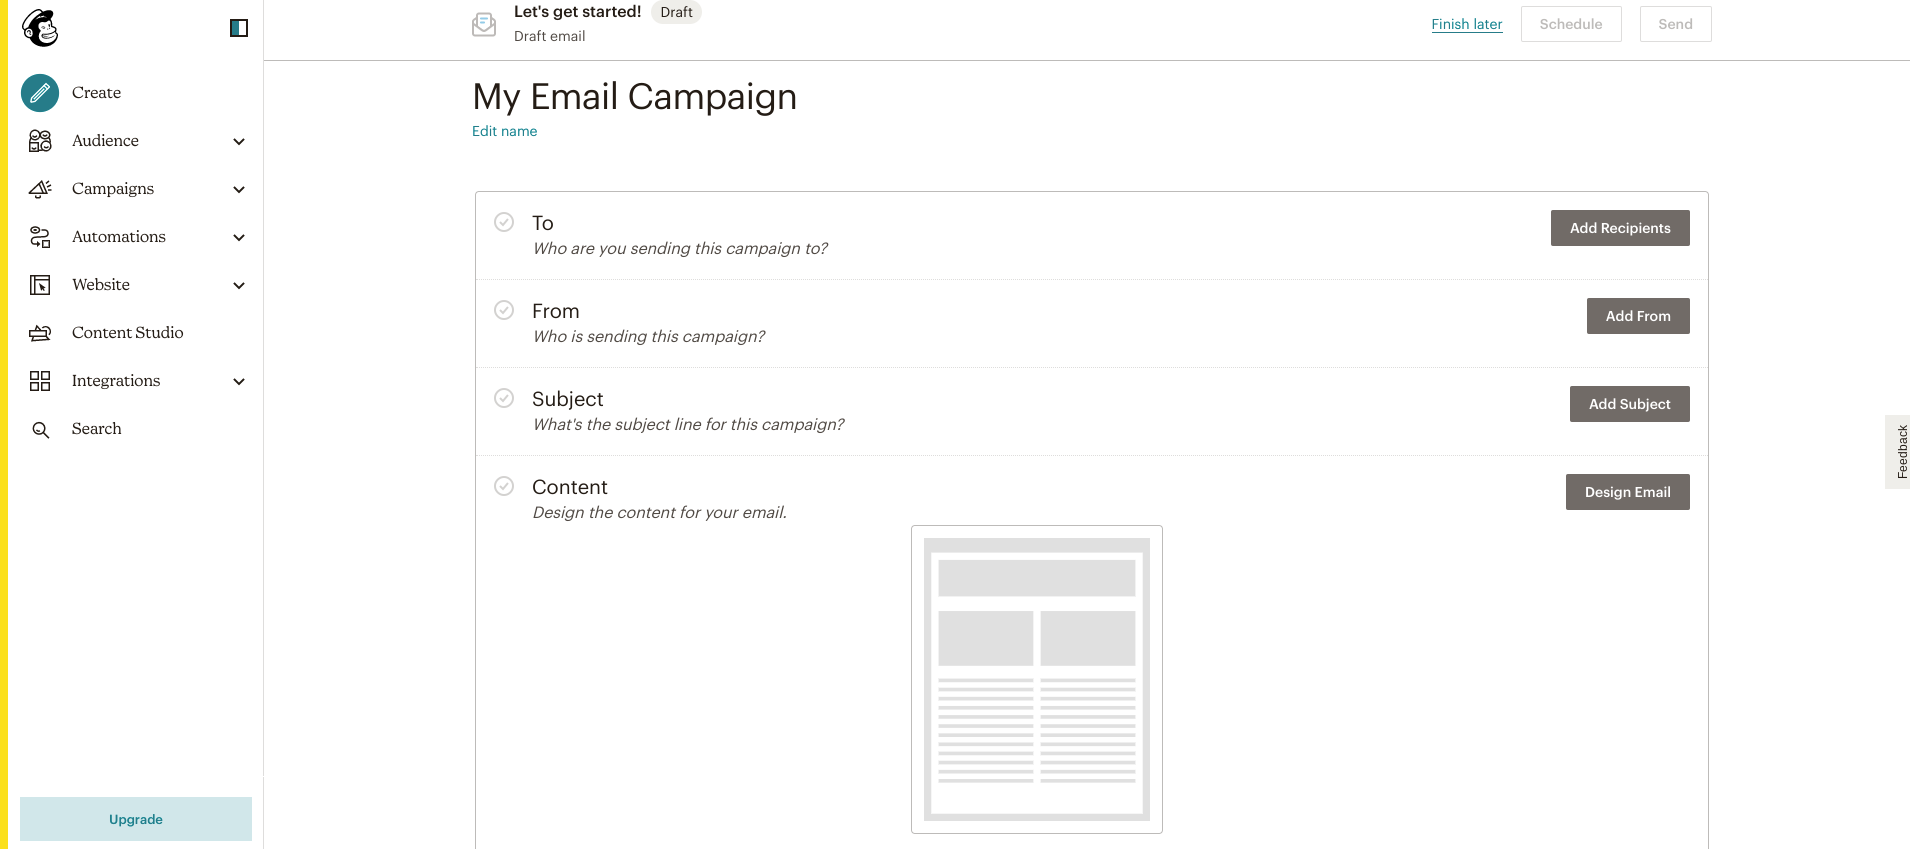 Let's get started! Draft
Draft email
Finish later
Schedule
Send
Create
Audience
Campaigns
Automations
Website
Content Studio
Integrations
Search
Upgrade
My Email Campaign
Edit name
To
Who are you sending this campaign to?
Add Recipients
From
Who is sending this campaign?
Add From
Subject
What's the subject line for this campaign?
Add Subject
Content
Design the content for your email.
Design Email
Feedback